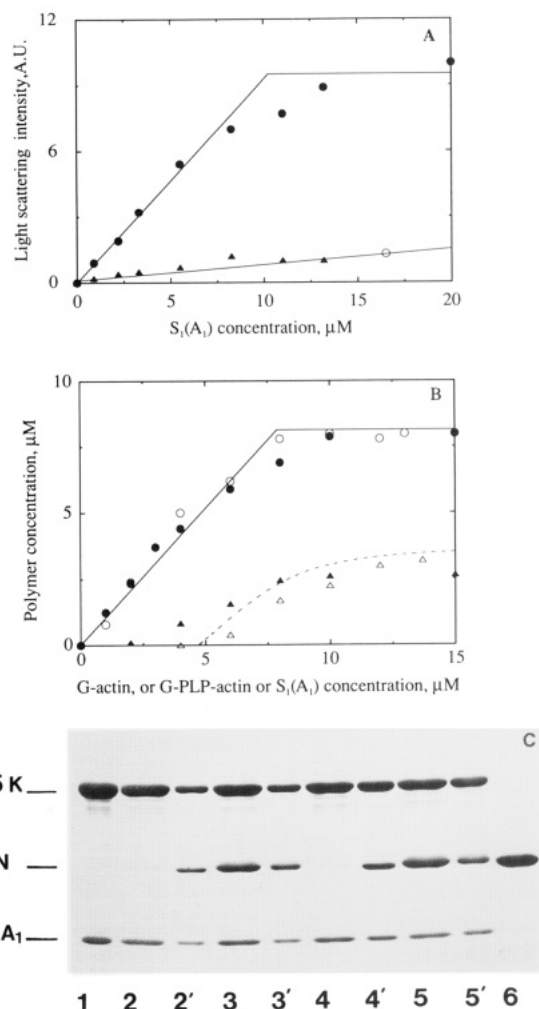 12
A
Light scattering intensity,A.U.
6
0
0 5 10 15 20
S₁(A₁) concentration, µM
10
B
Polymer concentration, µM
5
0
0 5 10 15
G-actin, or G-PLP-actin or S₁(A₁) concentration, µM
C
5 K
N
A₁
1 2 2' 3 3' 4 4' 5 5' 6